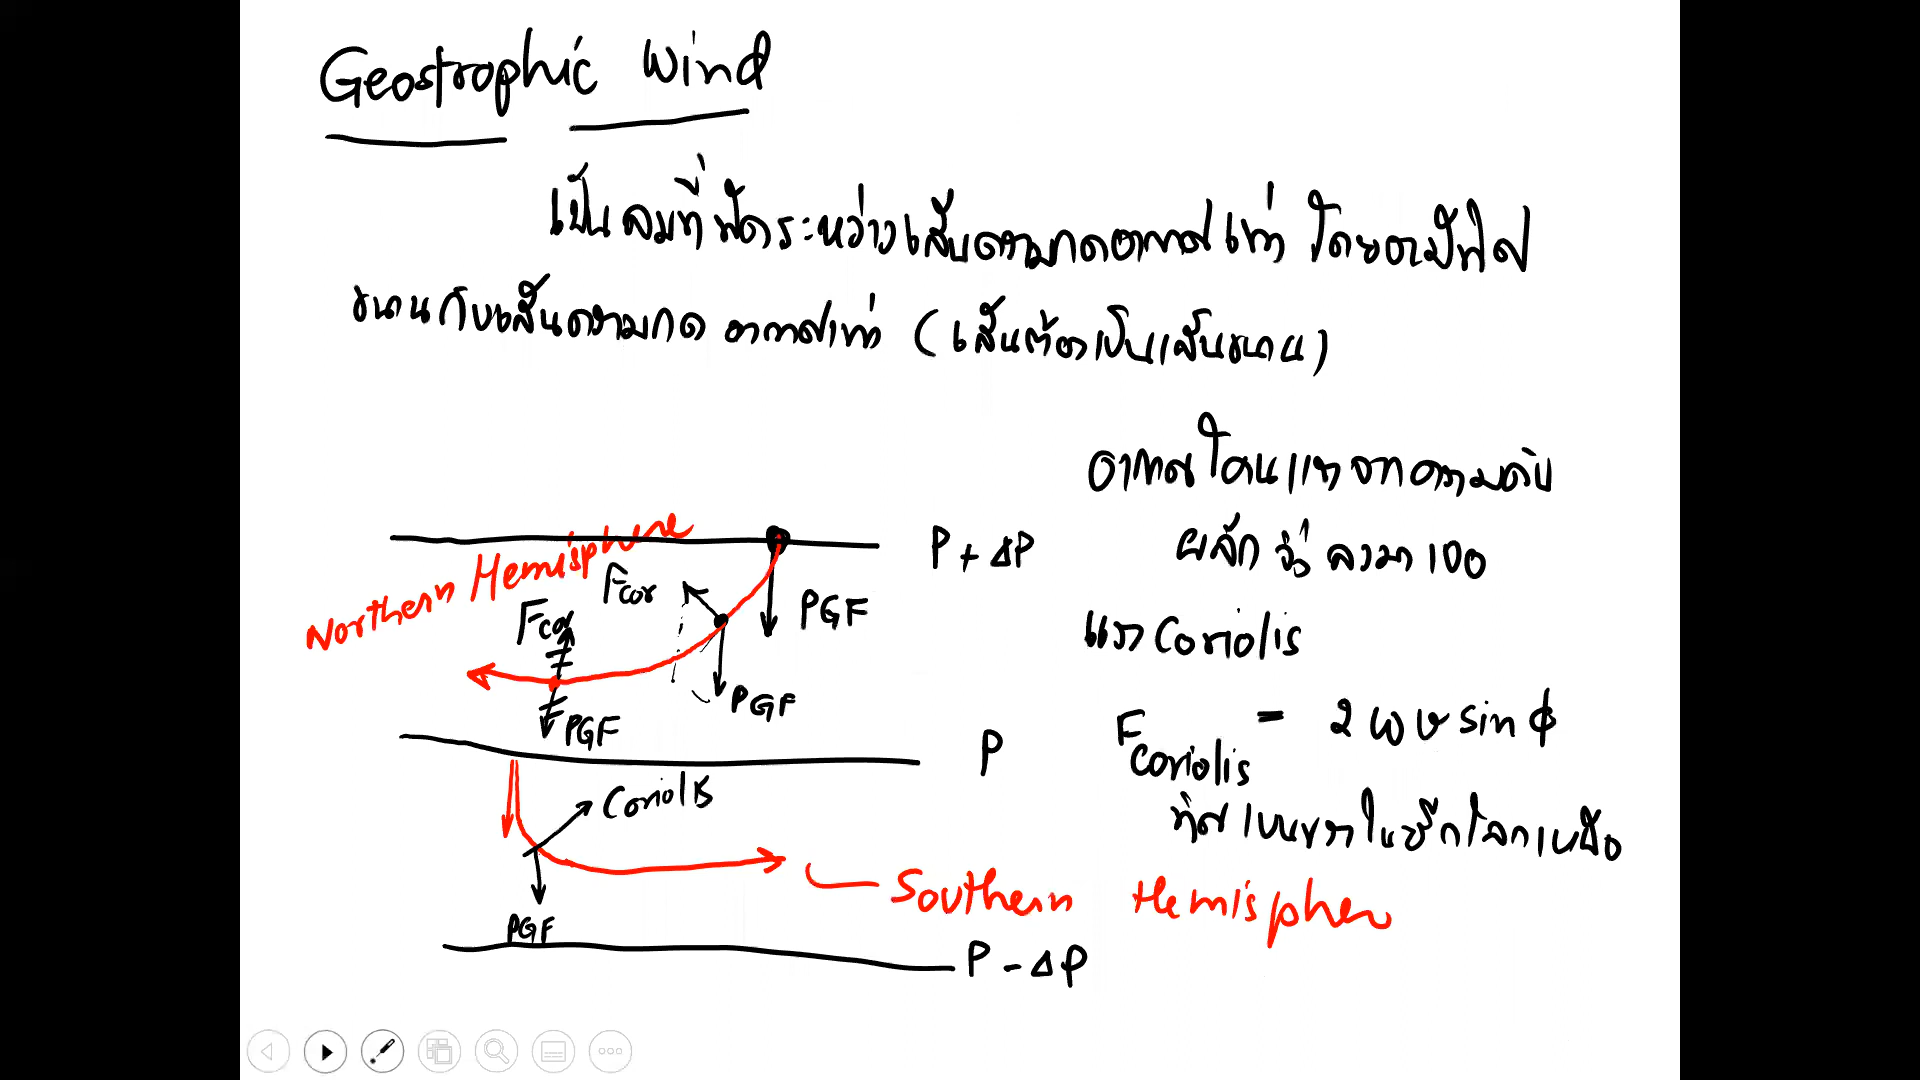 Geostrophic Wind
เป็นลมที่พัดระหว่างเส้นความกดอากาศเท่า โดยจะมีทิศ
ขนานกับเส้นความกด อากาศเท่า (เส้นต้องเป็นเส้นขนาน)
อากาศโดนแรงจากความดัน
ผลัก วิ่งลงมา
แรง Coriolis
F Coriolis = 2 ω v sin φ
ทิศเบนขวาในซีกโลกเหนือ
Northern Hemisphere
P + ΔP
Fcor
PGF
Fcor
PGF
PGF
P
Coriolis
PGF
Southern Hemisphere
P - ΔP